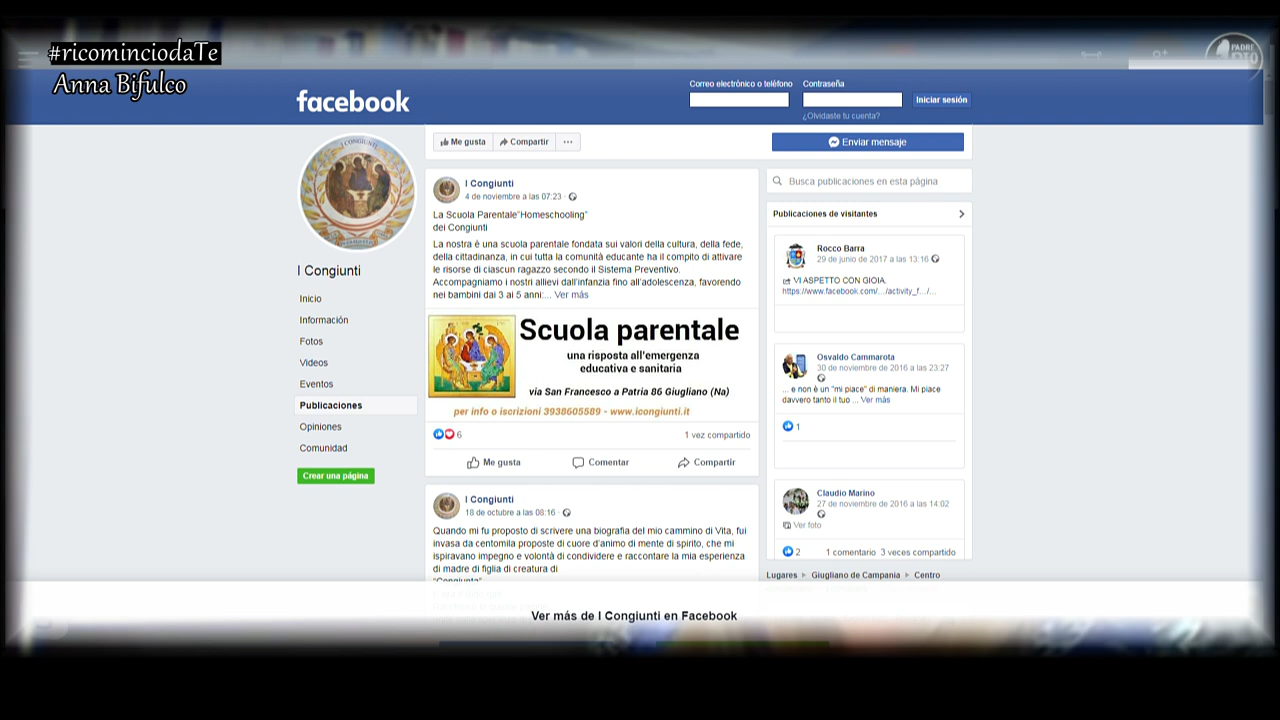 #ricominciodaTe
Anna Bifulco
PADRE
PIO
facebook
Correo electrónico o teléfono
Contraseña
Iniciar sesión
¿Olvidaste tu cuenta?
I CONGIUNTI
I Congiunti
Inicio
Información
Fotos
Videos
Eventos
Publicaciones
Opiniones
Comunidad
Crear una página
Me gusta
Compartir
Enviar mensaje
I Congiunti
4 de noviembre a las 07:23 ·
La Scuola Parentale"Homeschooling"
dei Congiunti
La nostra è una scuola parentale fondata sui valori della cultura, della fede,
della cittadinanza, in cui tutta la comunità educante ha il compito di attivare
le risorse di ciascun ragazzo secondo il Sistema Preventivo.
Accompagniamo i nostri allievi dall'infanzia fino all'adolescenza, favorendo
nei bambini dai 3 ai 5 anni:... Ver más
Scuola parentale
una risposta all'emergenza
educativa e sanitaria
via San Francesco a Patria 86 Giugliano (Na)
per info o iscrizioni 3938605589 - www.icongiunti.it
6
1 vez compartido
Me gusta
Comentar
Compartir
I Congiunti
18 de octubre a las 08:16 ·
Quando mi fu proposto di scrivere una biografia del mio cammino di Vita, fui
invasa da centomila proposte di cuore d'animo di mente di spirito, che mi
ispiravano impegno e volontà di condividere e raccontare la mia esperienza
di madre di figlia di creatura di
"Congiunta"
Busca publicaciones en esta página
Publicaciones de visitantes
Rocco Barra
29 de junio de 2017 a las 13:16
VI ASPETTO CON GIOIA.
https://www.facebook.com/.../activity_f.../...
Osvaldo Cammarota
30 de noviembre de 2016 a las 23:27
... e non è un "mi piace" di maniera. Mi piace
davvero tanto il tuo ... Ver más
1
Claudio Marino
27 de noviembre de 2016 a las 14:02
Ver foto
2
1 comentario 3 veces compartido
Lugares
Giugliano de Campania
Centro
Ver más de I Congiunti en Facebook